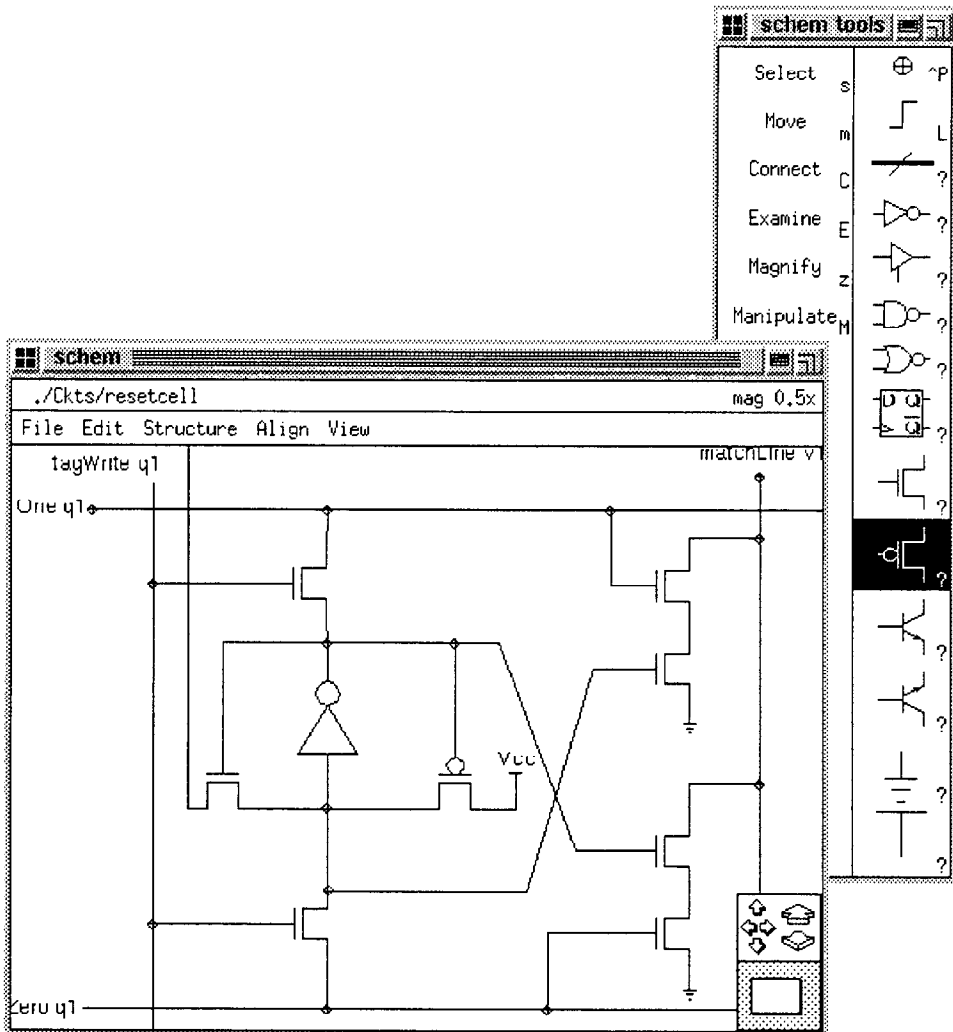 schem tools
Select s
Move m
Connect C
Examine E
Magnify z
Manipulate M
^P
L
?
?
?
?
?
D Q
> Q
?
?
?
?
?
?
?
schem
./Ckts/resetcell mag 0.5x
File Edit Structure Align View
tagWrite q1 matchLine v1
One q1
Vcc
Zero q1